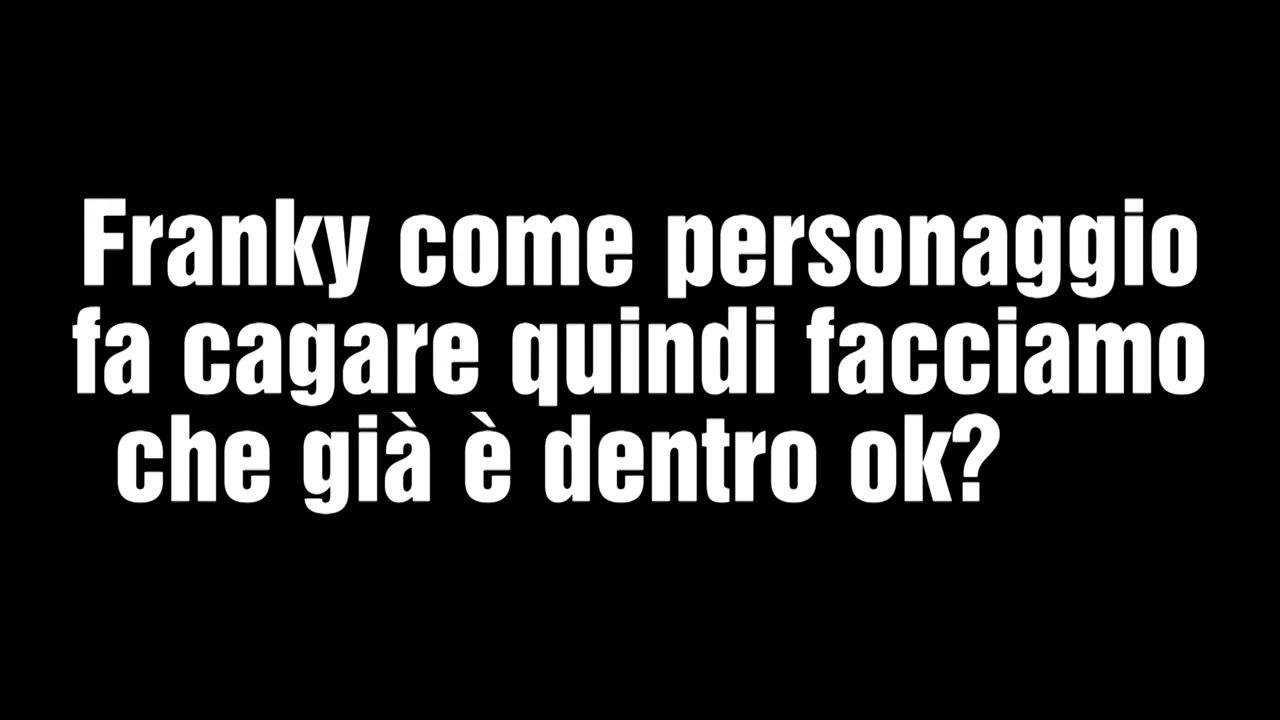 Franky come personaggio
fa cagare quindi facciamo
che già è dentro ok?